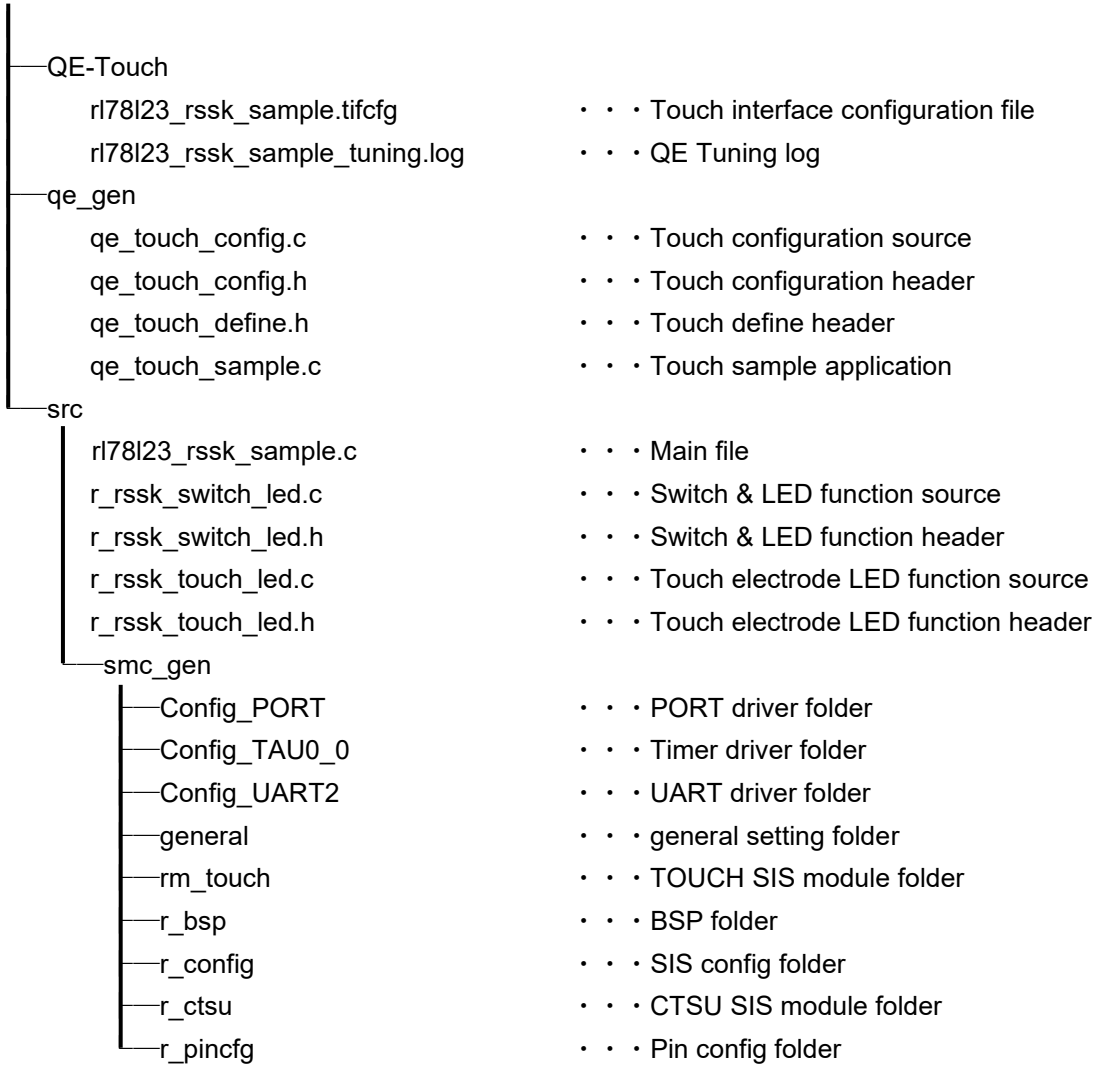 QE-Touch
rl78l23_rssk_sample.tifcfg ・・・Touch interface configuration file
rl78l23_rssk_sample_tuning.log ・・・QE Tuning log
qe_gen
qe_touch_config.c ・・・Touch configuration source
qe_touch_config.h ・・・Touch configuration header
qe_touch_define.h ・・・Touch define header
qe_touch_sample.c ・・・Touch sample application
src
rl78l23_rssk_sample.c ・・・Main file
r_rssk_switch_led.c ・・・Switch & LED function source
r_rssk_switch_led.h ・・・Switch & LED function header
r_rssk_touch_led.c ・・・Touch electrode LED function source
r_rssk_touch_led.h ・・・Touch electrode LED function header
smc_gen
Config_PORT ・・・PORT driver folder
Config_TAU0_0 ・・・Timer driver folder
Config_UART2 ・・・UART driver folder
general ・・・general setting folder
rm_touch ・・・TOUCH SIS module folder
r_bsp ・・・BSP folder
r_config ・・・SIS config folder
r_ctsu ・・・CTSU SIS module folder
r_pincfg ・・・Pin config folder